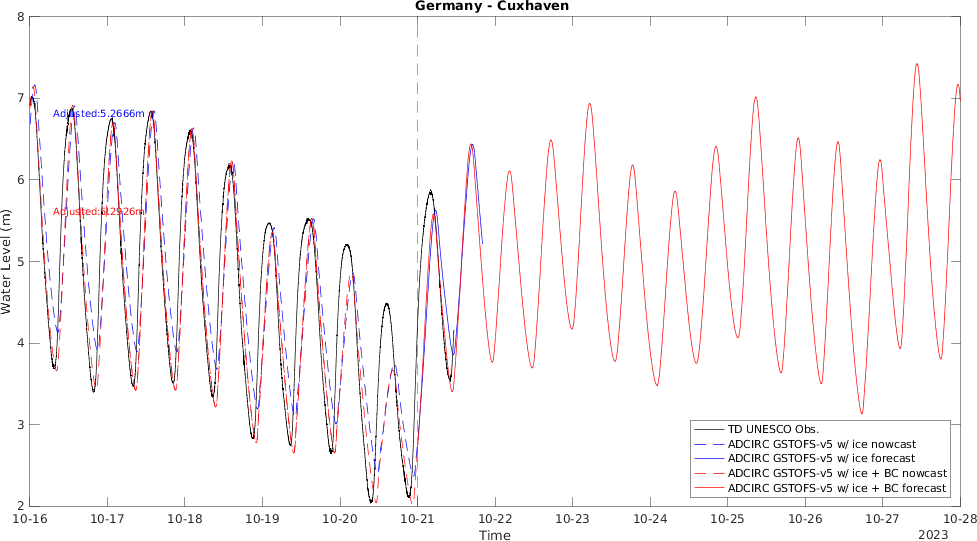 Germany - Cuxhaven
8
7
6
5
4
3
2
Water Level (m)
Adjusted:5.2666m
10-16
10-17
10-18
10-19
10-20
10-21
10-22
10-23
10-24
10-25
10-26
10-27
10-28
Time
2023
TD UNESCO Obs.
ADCIRC GSTOFS-v5 w/ ice nowcast
ADCIRC GSTOFS-v5 w/ ice forecast
ADCIRC GSTOFS-v5 w/ ice + BC nowcast
ADCIRC GSTOFS-v5 w/ ice + BC forecast